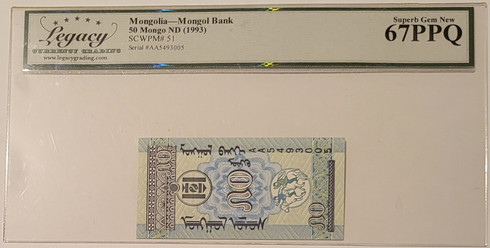 Legacy
CURRENCY GRADING
www.legacygrading.com
Mongolia—Mongol Bank
50 Mongo ND (1993)
SCWPM# 51
Serial #AA5493005
Superb Gem New
67PPQ
AA5493005